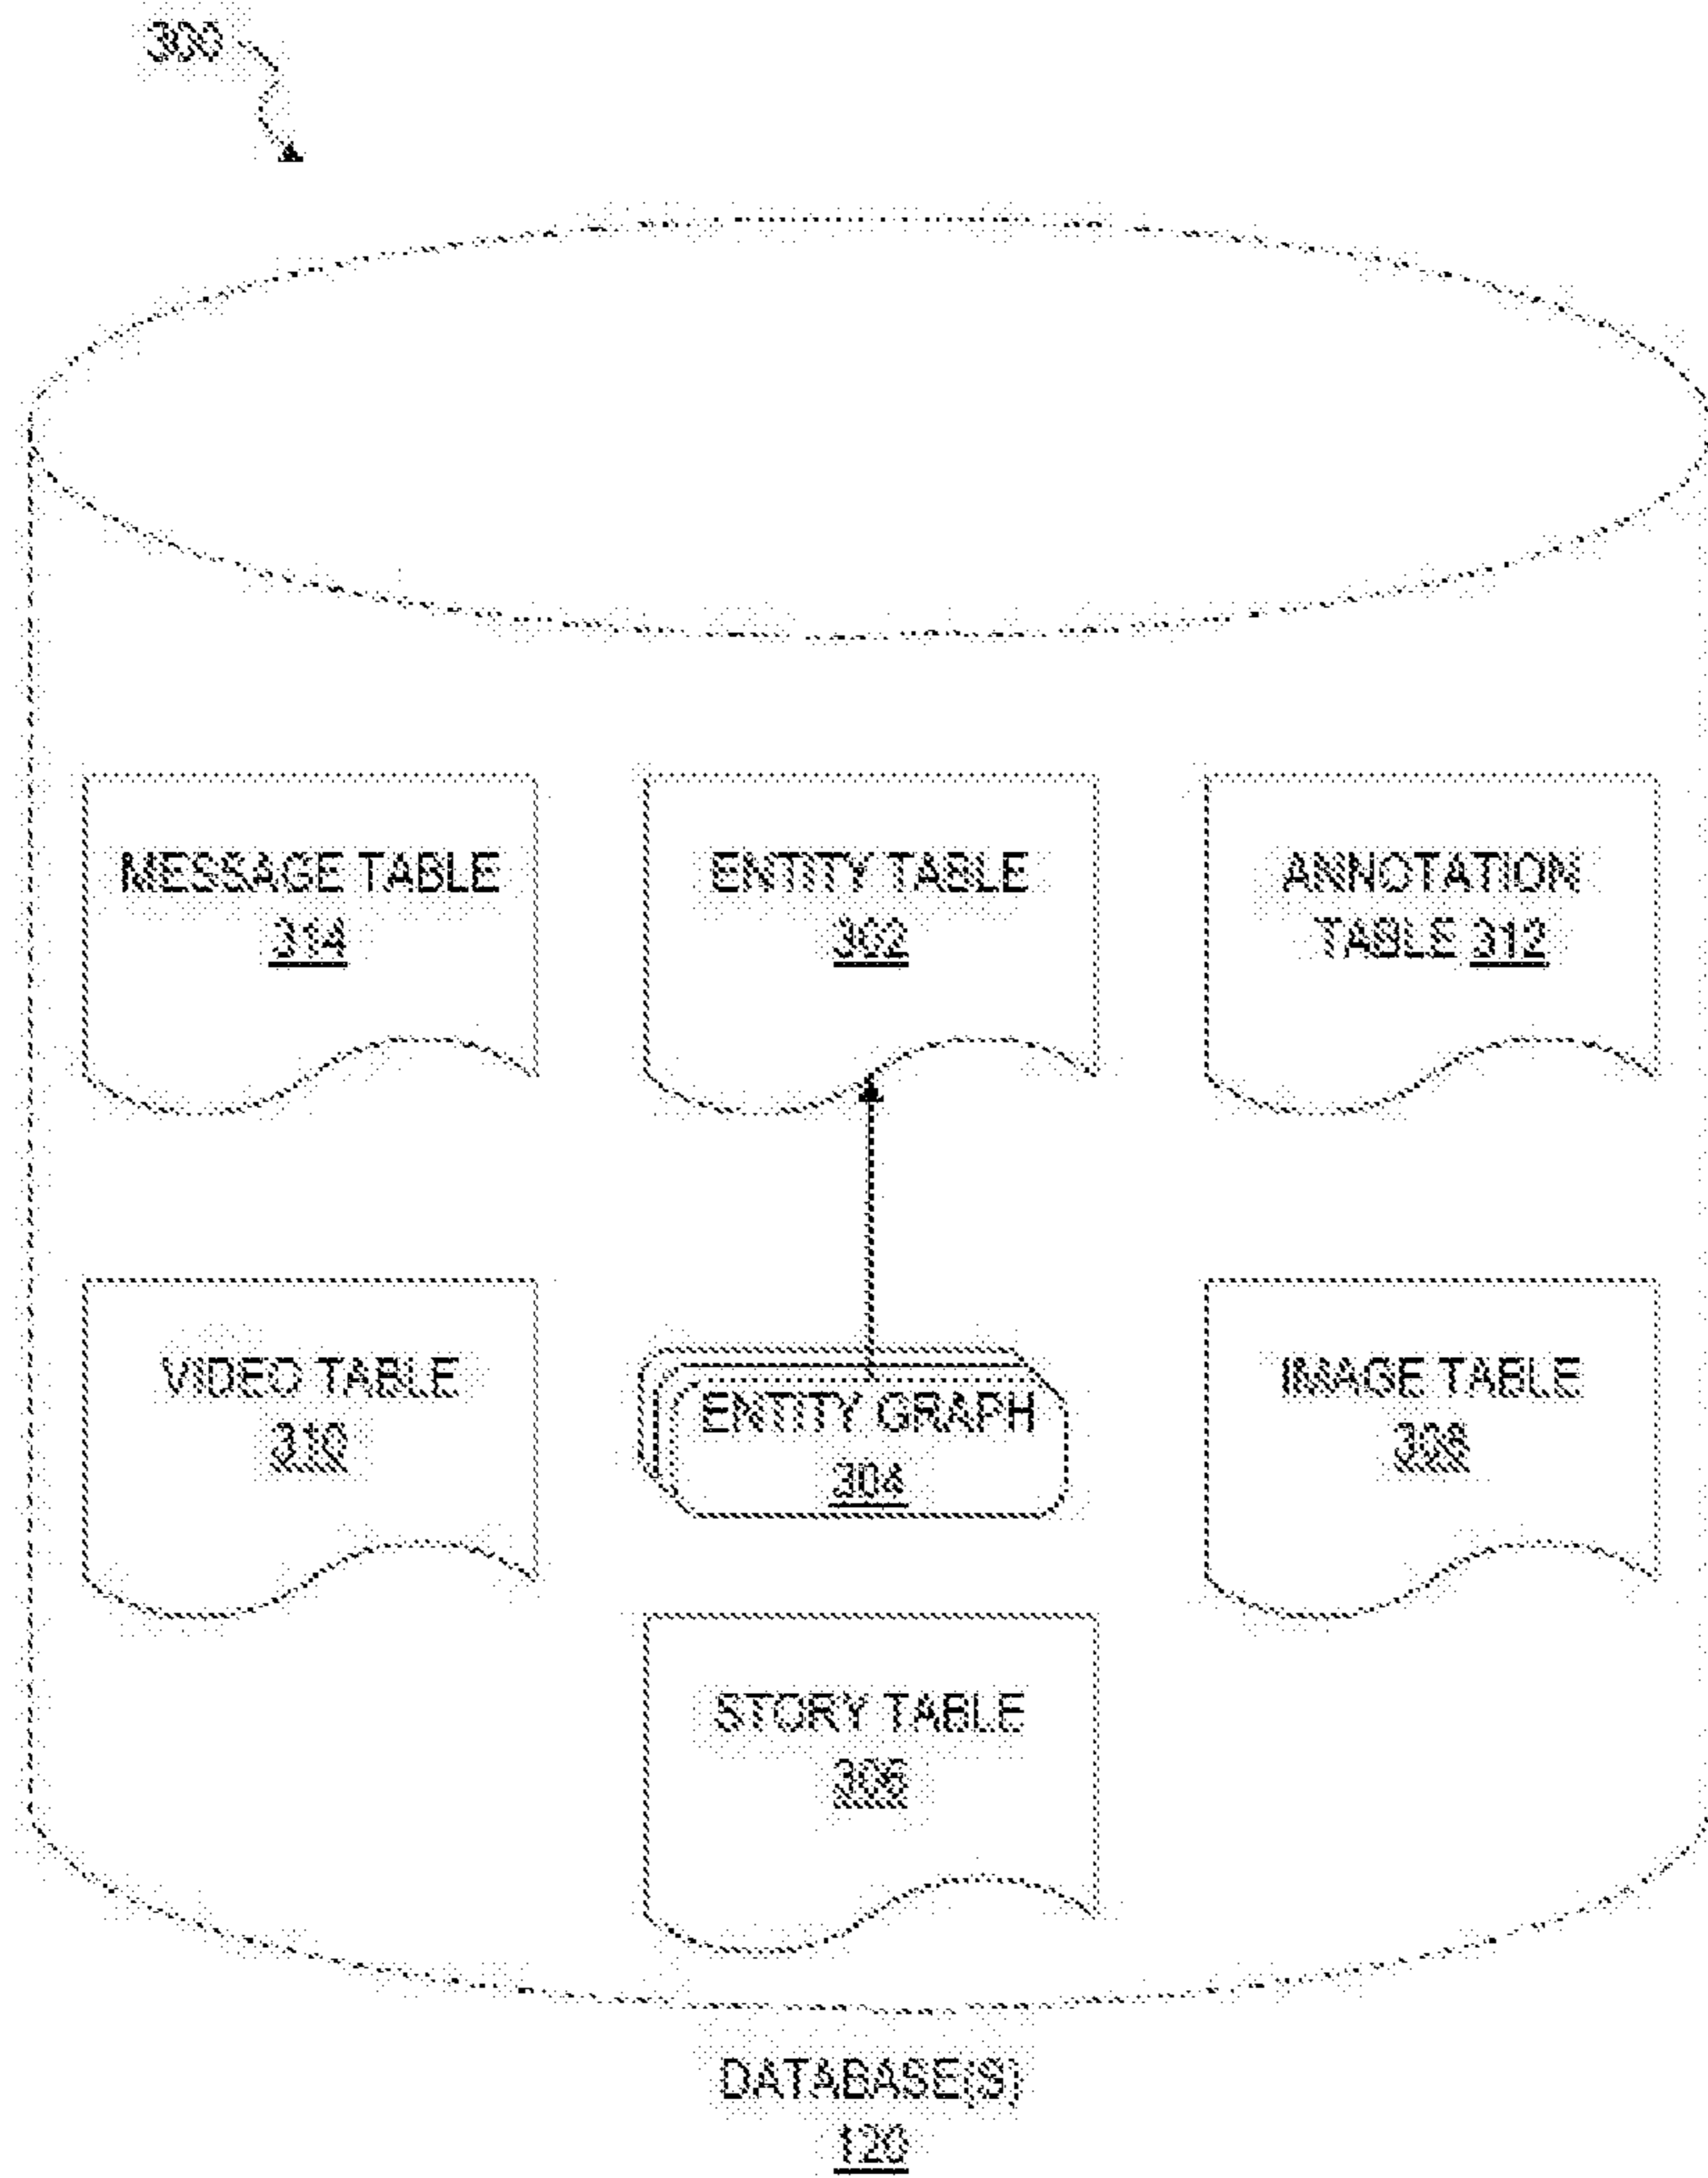 300
MESSAGE TABLE
314
ENTITY TABLE
302
ANNOTATION
TABLE 312
VIDEO TABLE
310
ENTITY GRAPH
304
IMAGE TABLE
308
STORY TABLE
306
DATABASE(S)
120